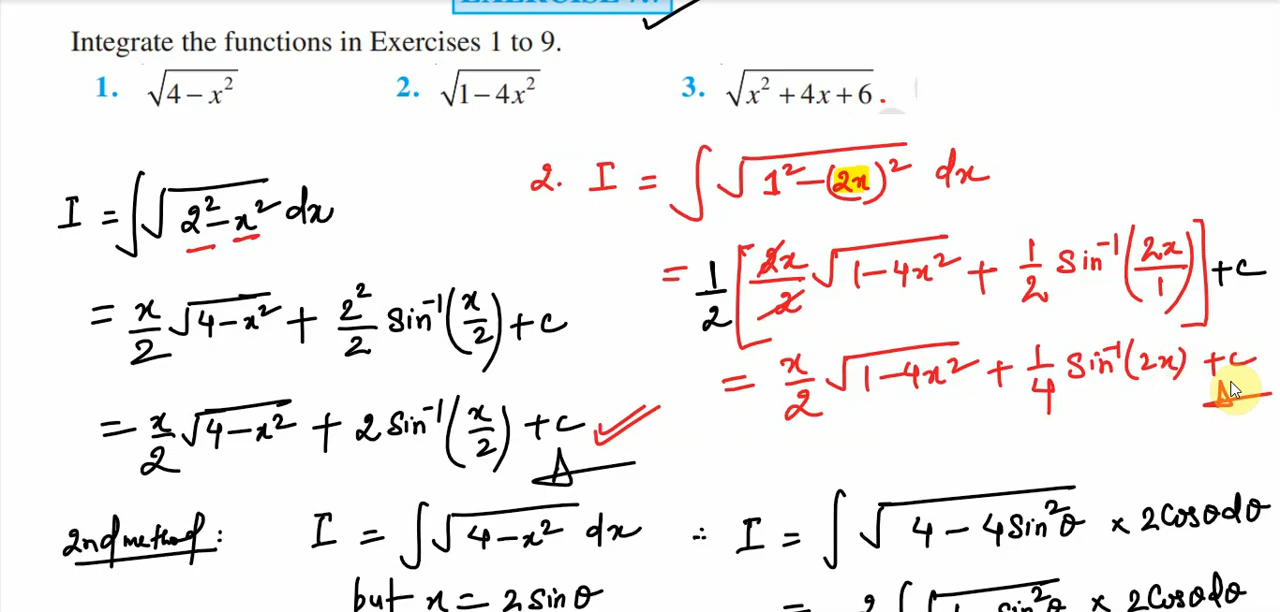 Integrate the functions in Exercises 1 to 9.
1. √(4 – x²) 2. √(1 – 4x²) 3. √(x² + 4x + 6) .
I = ∫ √(2² – x²) dx
= x/2 √(4 – x²) + 2²/2 Sin⁻¹(x/2) + c
= x/2 √(4 – x²) + 2 Sin⁻¹(x/2) + c
2. I = ∫ √(1² – (2x)²) dx
= 1/2 [2x/2 √(1 – 4x²) + 1/2 Sin⁻¹(2x/1)] + c
= x/2 √(1 – 4x²) + 1/4 Sin⁻¹(2x) + c
2nd method : I = ∫ √(4 – x²) dx
but x = 2 Sin θ
∴ I = ∫ √(4 – 4Sin²θ) × 2Cosθdθ